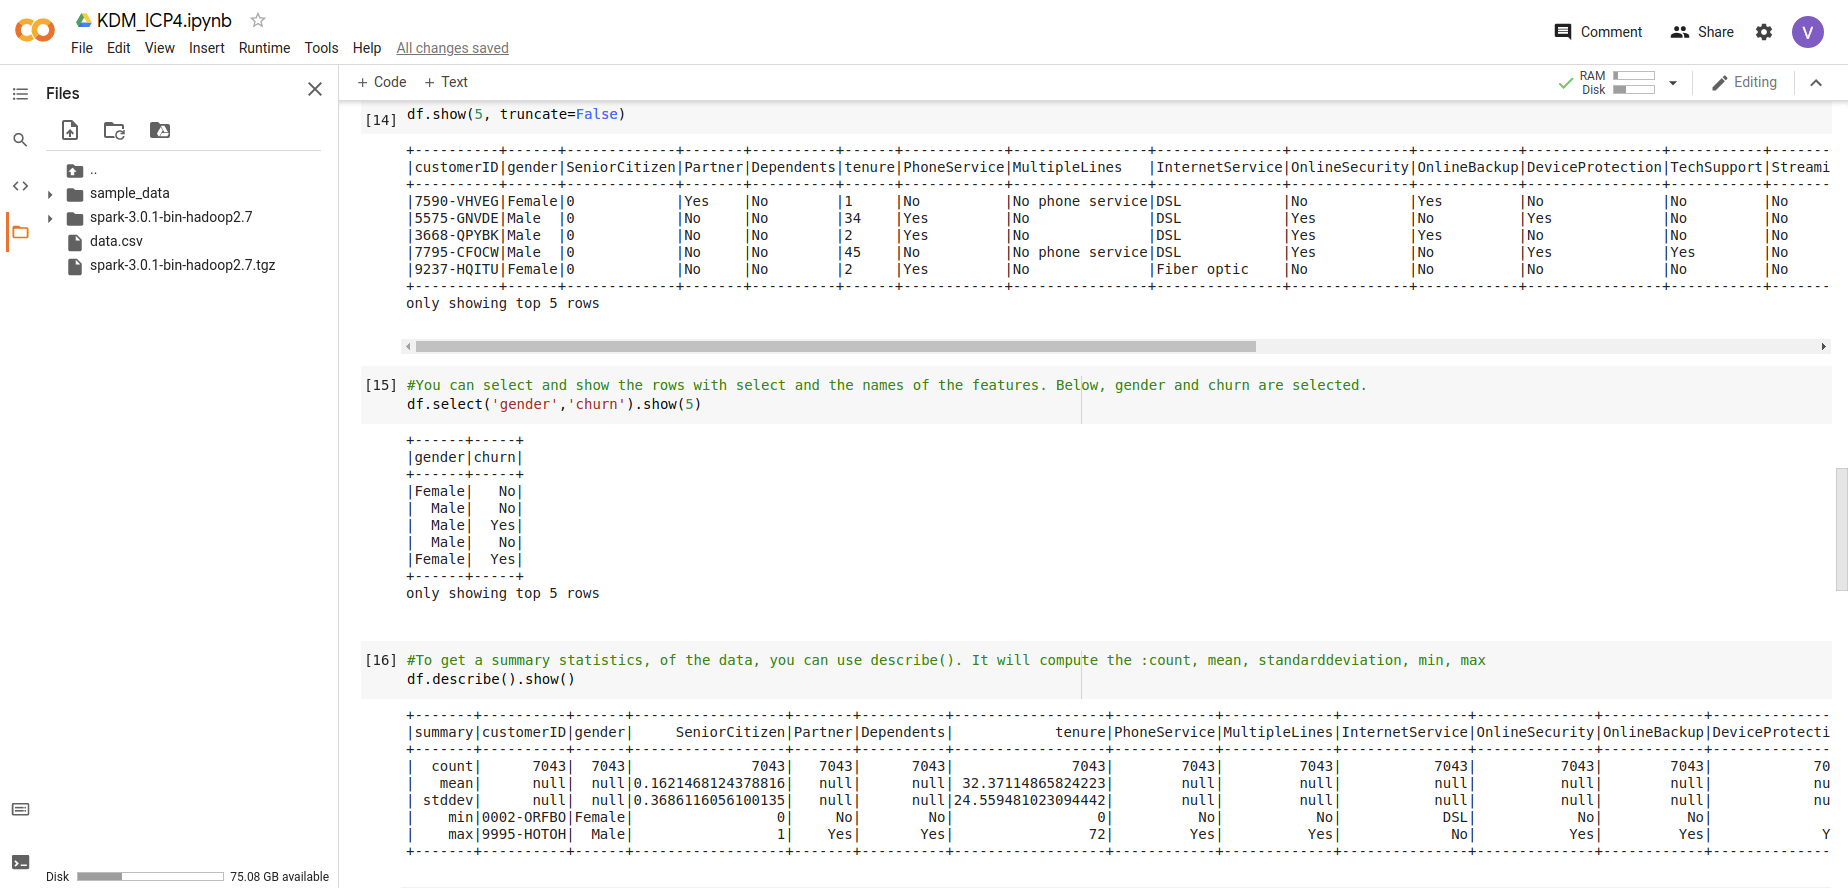 KDM_ICP4.ipynb
File Edit View Insert Runtime Tools Help All changes saved
Comment Share V
Files
+ Code + Text
RAM
Disk
Editing
..
sample_data
spark-3.0.1-bin-hadoop2.7
data.csv
spark-3.0.1-bin-hadoop2.7.tgz
Disk 75.08 GB available
[14] df.show(5, truncate=False)
+----------+------+-------------+-------+----------+------+------------+----------------+---------------+--------------+------------+----------------+-----------+-------
|customerID|gender|SeniorCitizen|Partner|Dependents|tenure|PhoneService|MultipleLines   |InternetService|OnlineSecurity|OnlineBackup|DeviceProtection|TechSupport|Streami
+----------+------+-------------+-------+----------+------+------------+----------------+---------------+--------------+------------+----------------+-----------+-------
|7590-VHVEG|Female|0            |Yes    |No        |1     |No          |No phone service|DSL            |No            |Yes         |No              |No         |No
|5575-GNVDE|Male  |0            |No     |No        |34    |Yes         |No              |DSL            |Yes           |No          |Yes             |No         |No
|3668-QPYBK|Male  |0            |No     |No        |2     |Yes         |No              |DSL            |Yes           |Yes         |No              |No         |No
|7795-CFOCW|Male  |0            |No     |No        |45    |No          |No phone service|DSL            |Yes           |No          |Yes             |Yes        |No
|9237-HQITU|Female|0            |No     |No        |2     |Yes         |No              |Fiber optic    |No            |No          |No              |No         |No
+----------+------+-------------+-------+----------+------+------------+----------------+---------------+--------------+------------+----------------+-----------+-------
only showing top 5 rows
[15] #You can select and show the rows with select and the names of the features. Below, gender and churn are selected.
df.select('gender','churn').show(5)
+------+-----+
|gender|churn|
+------+-----+
|Female|   No|
|  Male|   No|
|  Male|  Yes|
|  Male|   No|
|Female|  Yes|
+------+-----+
only showing top 5 rows
[16] #To get a summary statistics, of the data, you can use describe(). It will compute the :count, mean, standarddeviation, min, max
df.describe().show()
+-------+----------+------+------------------+-------+----------+------------------+------------+-------------+---------------+--------------+------------+--------------
|summary|customerID|gender|     SeniorCitizen|Partner|Dependents|            tenure|PhoneService|MultipleLines|InternetService|OnlineSecurity|OnlineBackup|DeviceProtecti
+-------+----------+------+------------------+-------+----------+------------------+------------+-------------+---------------+--------------+------------+--------------
|  count|      7043|  7043|              7043|   7043|      7043|              7043|        7043|         7043|           7043|          7043|        7043|            70
|   mean|      null|  null|0.1621468124378816|   null|      null| 32.37114865824223|        null|         null|           null|          null|        null|            nu
| stddev|      null|  null|0.3686116056100135|   null|      null|24.559481023094442|        null|         null|           null|          null|        null|            nu
|    min|0002-ORFBO|Female|                 0|     No|        No|                 0|          No|           No|            DSL|            No|          No|
|    max|9995-HOTOH|  Male|                 1|    Yes|       Yes|                72|         Yes|          Yes|             No|           Yes|         Yes|             Y
+-------+----------+------+------------------+-------+----------+------------------+------------+-------------+---------------+--------------+------------+--------------